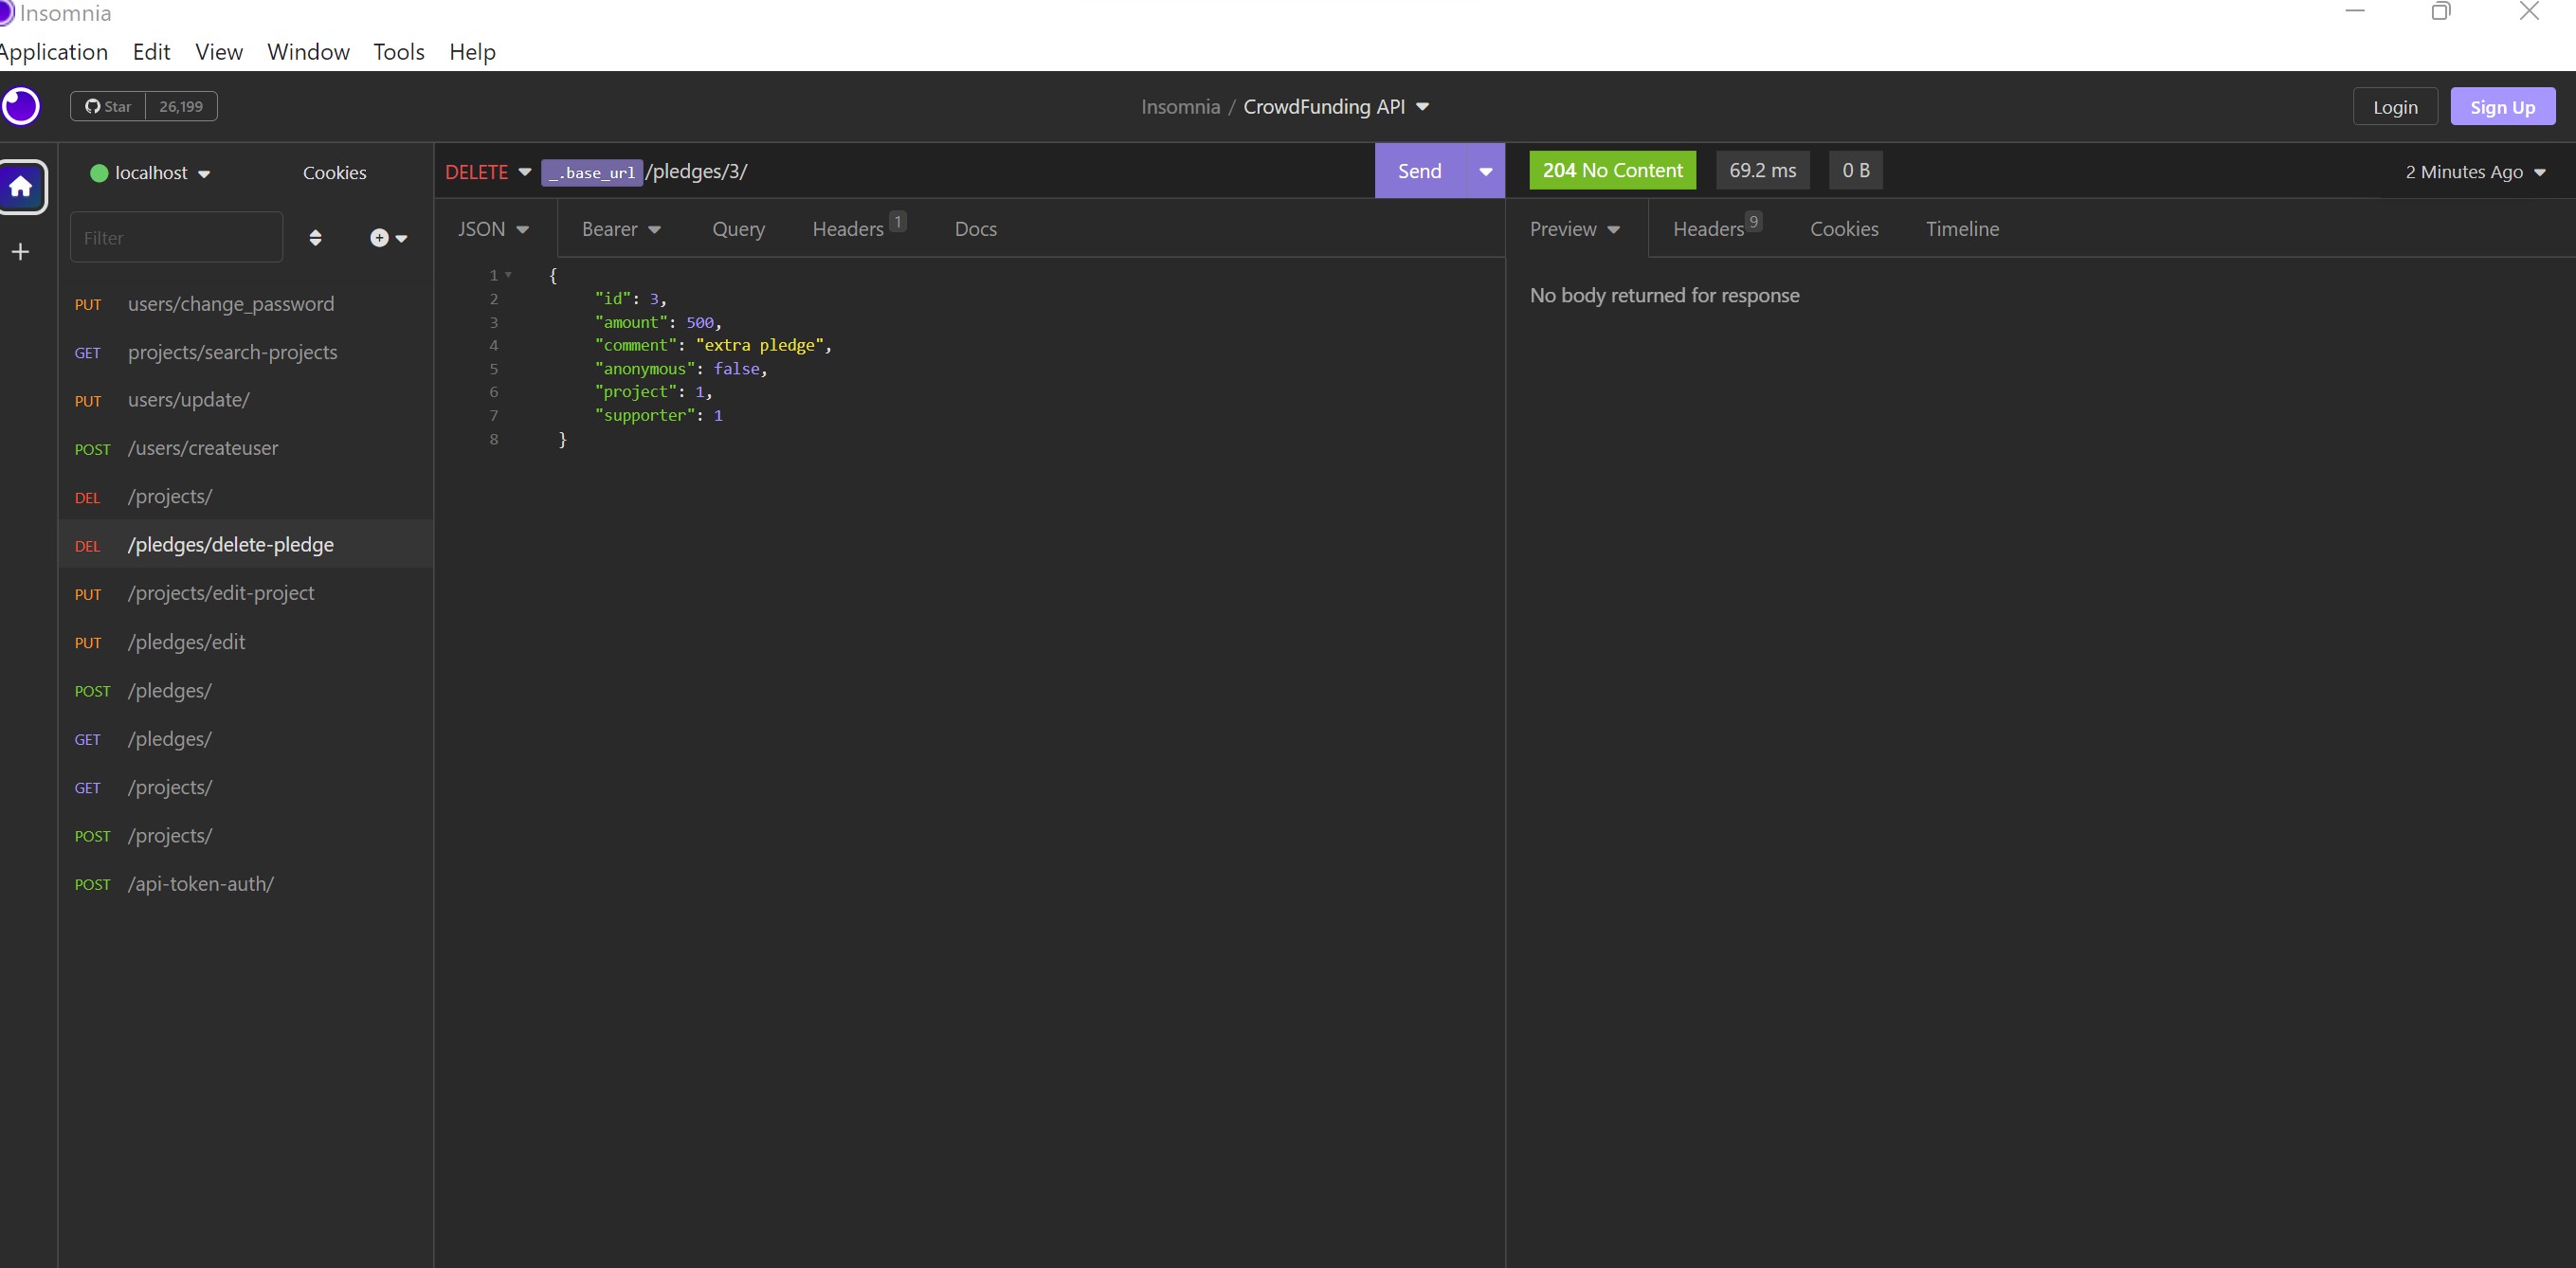 Insomnia
Application Edit View Window Tools Help
Star 26,199
Insomnia / CrowdFunding API
Login Sign Up
localhost Cookies
DELETE _.base_url /pledges/3/ Send
204 No Content 69.2 ms 0 B 2 Minutes Ago
Filter
JSON Bearer Query Headers 1 Docs
Preview Headers 9 Cookies Timeline
PUT users/change_password
GET projects/search-projects
PUT users/update/
POST /users/createuser
DEL /projects/
DEL /pledges/delete-pledge
PUT /projects/edit-project
PUT /pledges/edit
POST /pledges/
GET /pledges/
GET /projects/
POST /projects/
POST /api-token-auth/
1 {
2 "id": 3,
3 "amount": 500,
4 "comment": "extra pledge",
5 "anonymous": false,
6 "project": 1,
7 "supporter": 1
8 }
No body returned for response